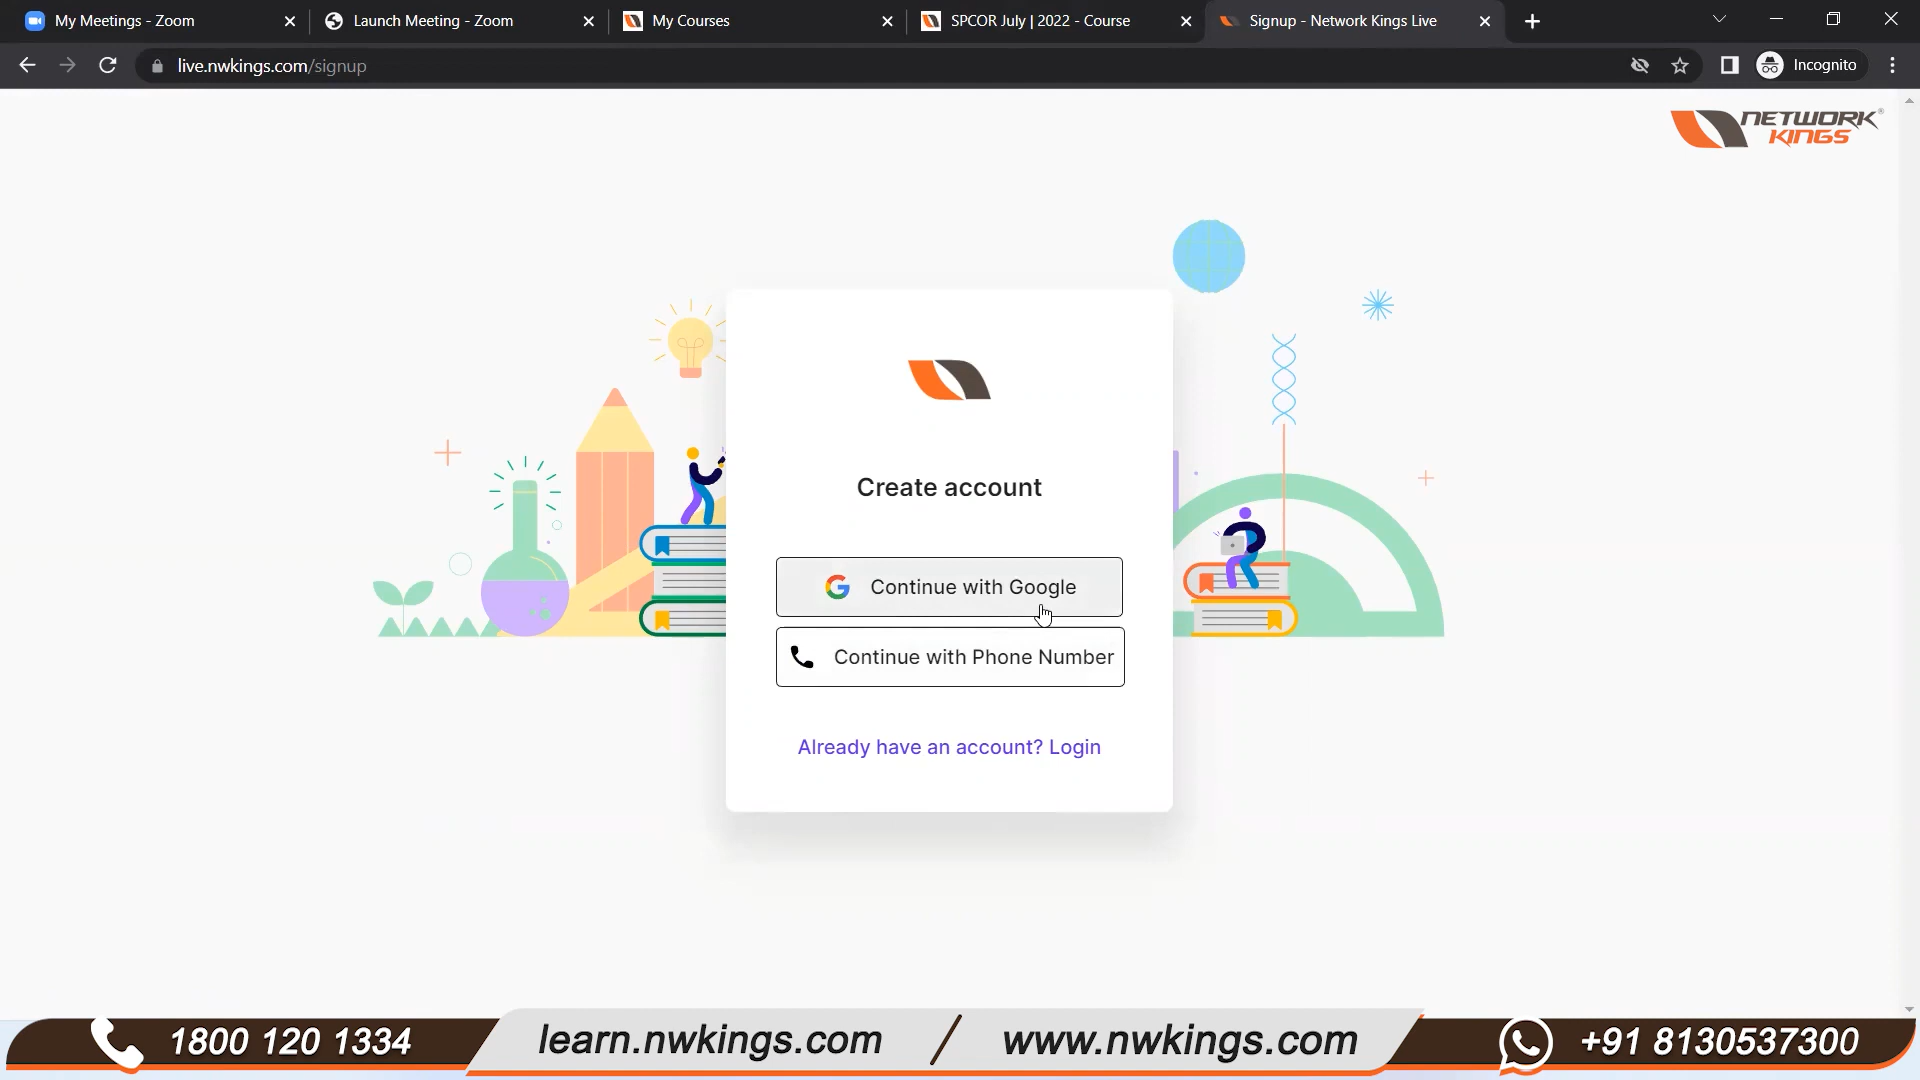 My Meetings - Zoom
Launch Meeting - Zoom
My Courses
SPCOR July | 2022 - Course
Signup - Network Kings Live
live.nwkings.com/signup
Incognito
NETWORK®
KINGS
Create account
Continue with Google
Continue with Phone Number
Already have an account? Login
1800 120 1334
learn.nwkings.com / www.nwkings.com
+91 8130537300